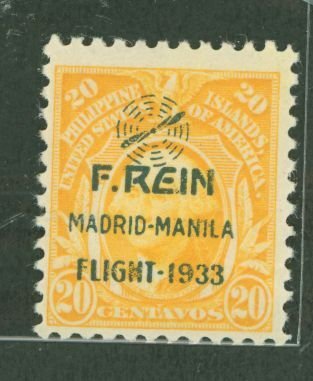 20 PHILIPPINE ISLANDS 20
UNITED STATES OF AMERICA
F. REIN
MADRID-MANILA
FLIGHT-1933
20 CENTAVOS 20